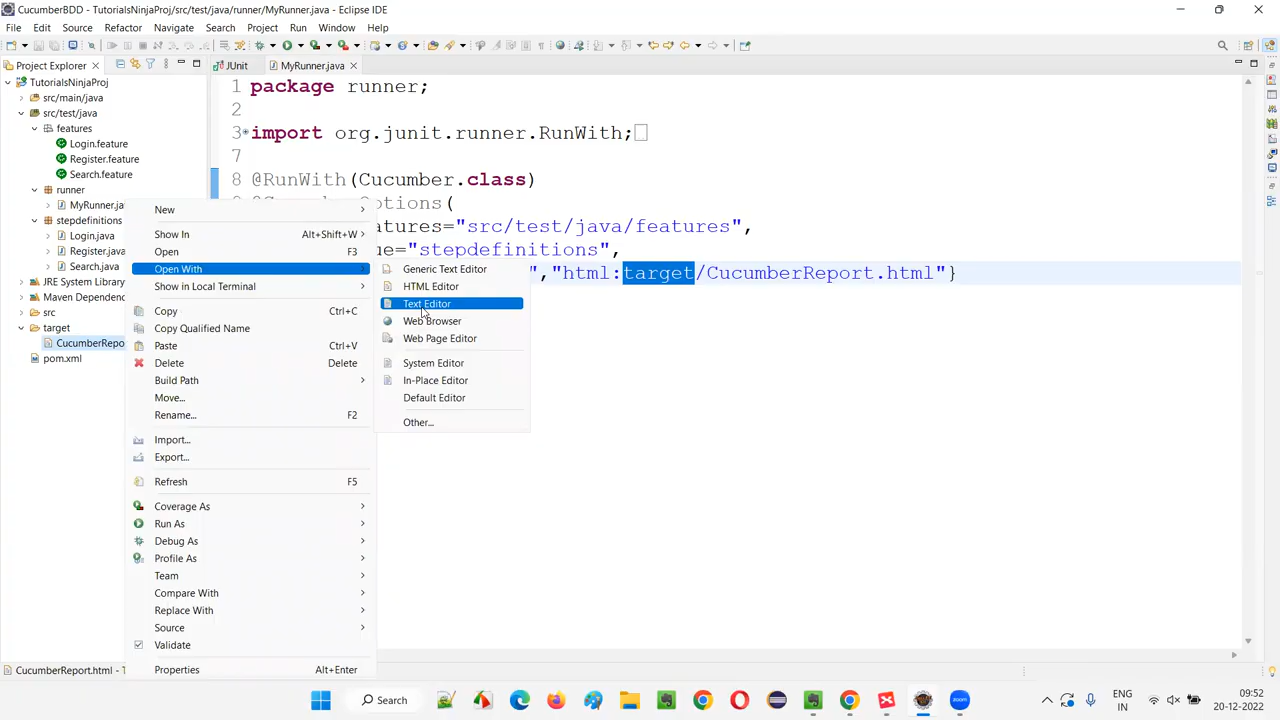 CucumberBDD - TutorialsNinjaProj/src/test/java/runner/MyRunner.java - Eclipse IDE
File Edit Source Refactor Navigate Search Project Run Window Help
Project Explorer
JUnit
MyRunner.java
TutorialsNinjaProj
src/main/java
src/test/java
features
Login.feature
Register.feature
Search.feature
runner
MyRunner.ja
stepdefinitions
Login.java
Register.java
Search.java
JRE System Library
Maven Dependenc
src
target
CucumberRepo
pom.xml
1 package runner;
2
3 import org.junit.runner.RunWith;
7
8 @RunWith(Cucumber.class)
Options(
atures="src/test/java/features",
ue="stepdefinitions",
","html:target/CucumberReport.html"}
New
Show In Alt+Shift+W
Open F3
Open With
Show in Local Terminal
Copy Ctrl+C
Copy Qualified Name
Paste Ctrl+V
Delete Delete
Build Path
Move...
Rename... F2
Import...
Export...
Refresh F5
Coverage As
Run As
Debug As
Profile As
Team
Compare With
Replace With
Source
Validate
Properties Alt+Enter
Generic Text Editor
HTML Editor
Text Editor
Web Browser
Web Page Editor
System Editor
In-Place Editor
Default Editor
Other...
CucumberReport.html - T
Search
ENG
IN
09:52
20-12-2022